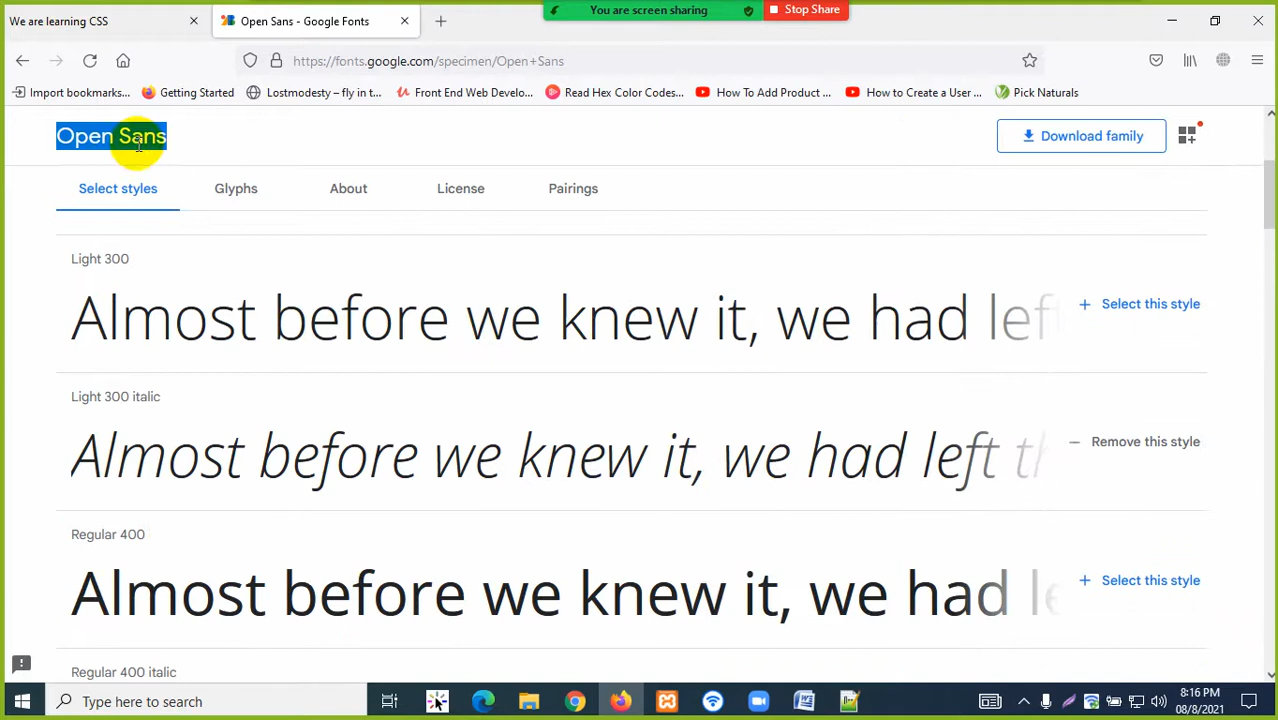 You are screen sharing
Stop Share
We are learning CSS
Open Sans - Google Fonts
https://fonts.google.com/specimen/Open+Sans
Import bookmarks...
Getting Started
Lostmodesty – fly in t...
Front End Web Develo...
Read Hex Color Codes...
How To Add Product ...
How to Create a User ...
Pick Naturals
Open Sans
Download family
Select styles
Glyphs
About
License
Pairings
Light 300
Almost before we knew it, we had left
Select this style
Light 300 italic
Almost before we knew it, we had left th
Remove this style
Regular 400
Almost before we knew it, we had le
Select this style
Regular 400 italic
Type here to search
8:16 PM
08/8/2021